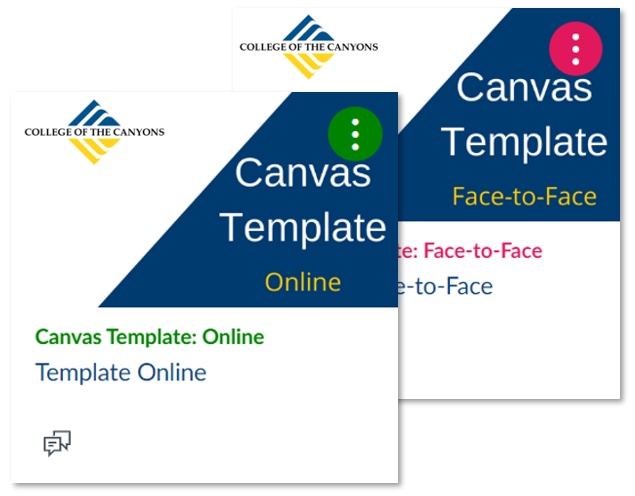 COLLEGE OF THE CANYONS
Canvas
Template
Face-to-Face
te: Face-to-Face
e-to-Face
COLLEGE OF THE CANYONS
Canvas
Template
Online
Canvas Template: Online
Template Online